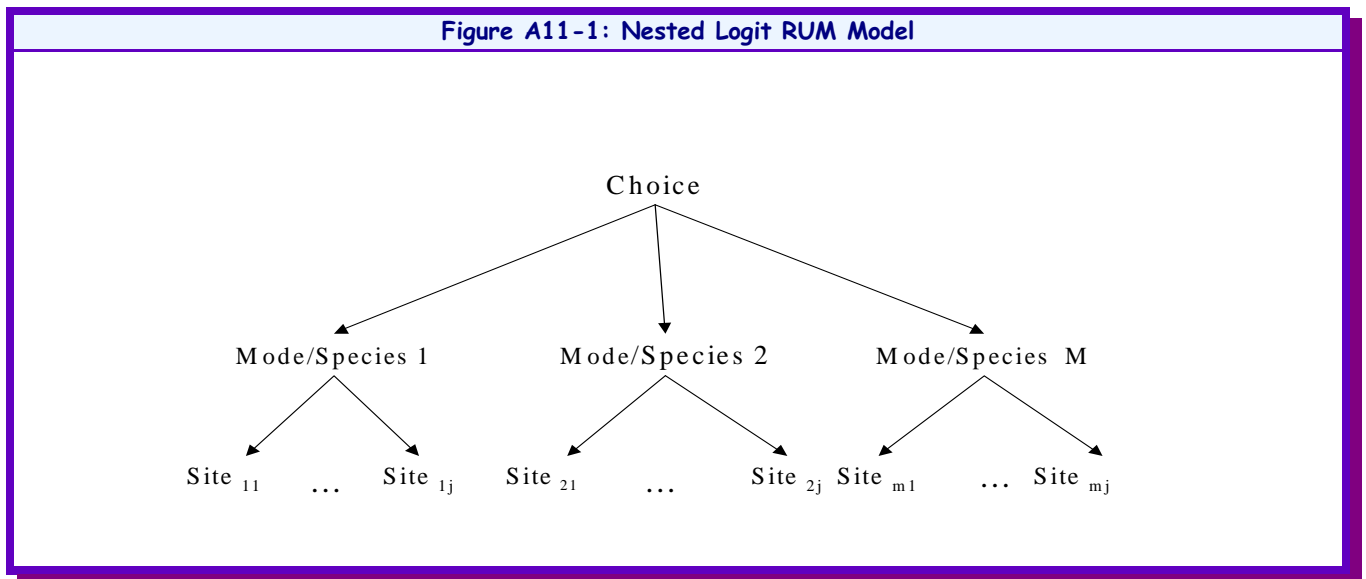 Figure A11-1: Nested Logit RUM Model
Choice
Mode/Species 1 Mode/Species 2 Mode/Species M
Site 11 ... Site 1j Site 21 ... Site 2j Site m1 ... Site mj